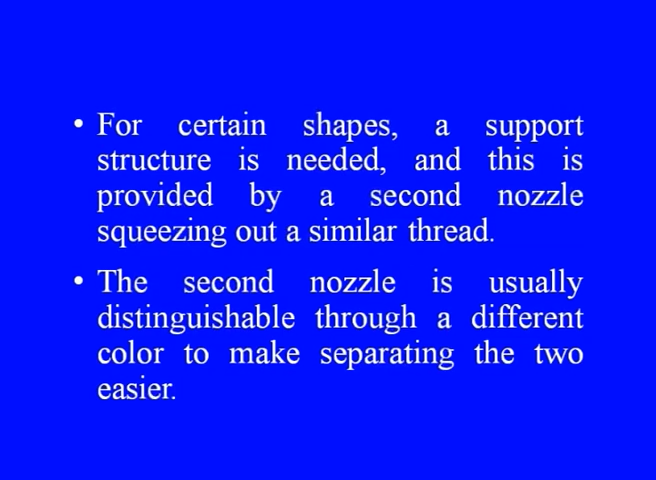 • For certain shapes, a support
structure is needed, and this is
provided by a second nozzle
squeezing out a similar thread.
• The second nozzle is usually
distinguishable through a different
color to make separating the two
easier.